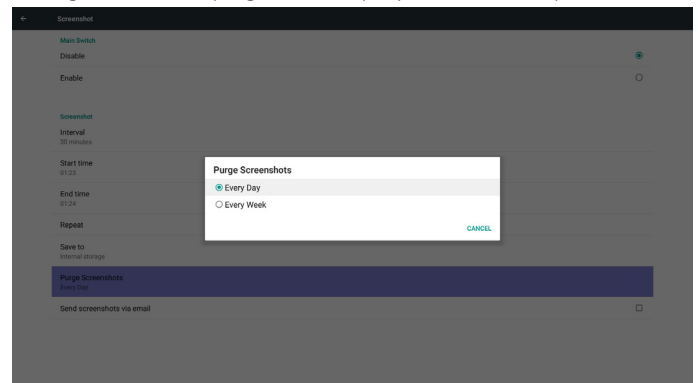 Screenshot
Main Switch
Disable
Enable
Screenshot
Interval
30 minutes
Start time
01:23
End time
01:24
Repeat
Save to
Internal storage
Purge Screenshots
Every Day
Send screenshots via email
Purge Screenshots
Every Day
Every Week
CANCEL